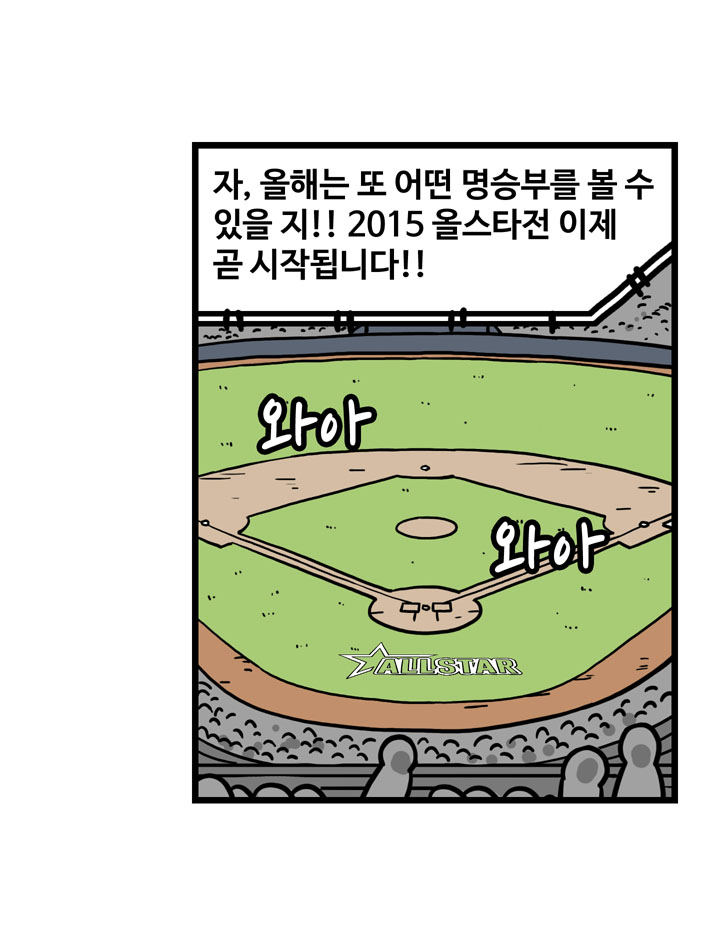 자, 올해는 또 어떤 명승부를 볼 수
있을 지!! 2015 올스타전 이제
곧 시작됩니다!!
와아
와아
ALLSTAR